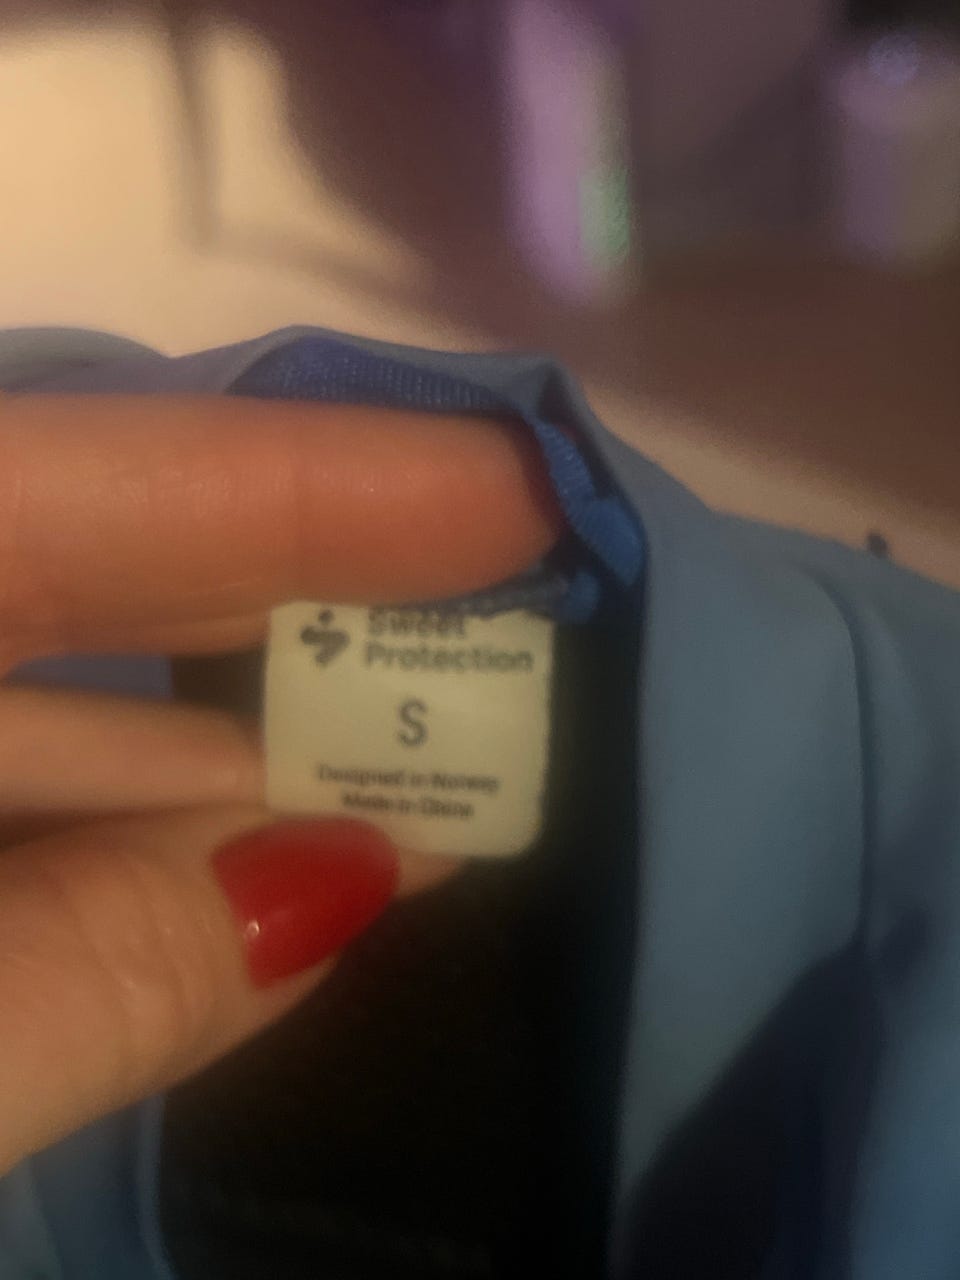 Sweet
Protection
S
Designed in Norway
Made in China